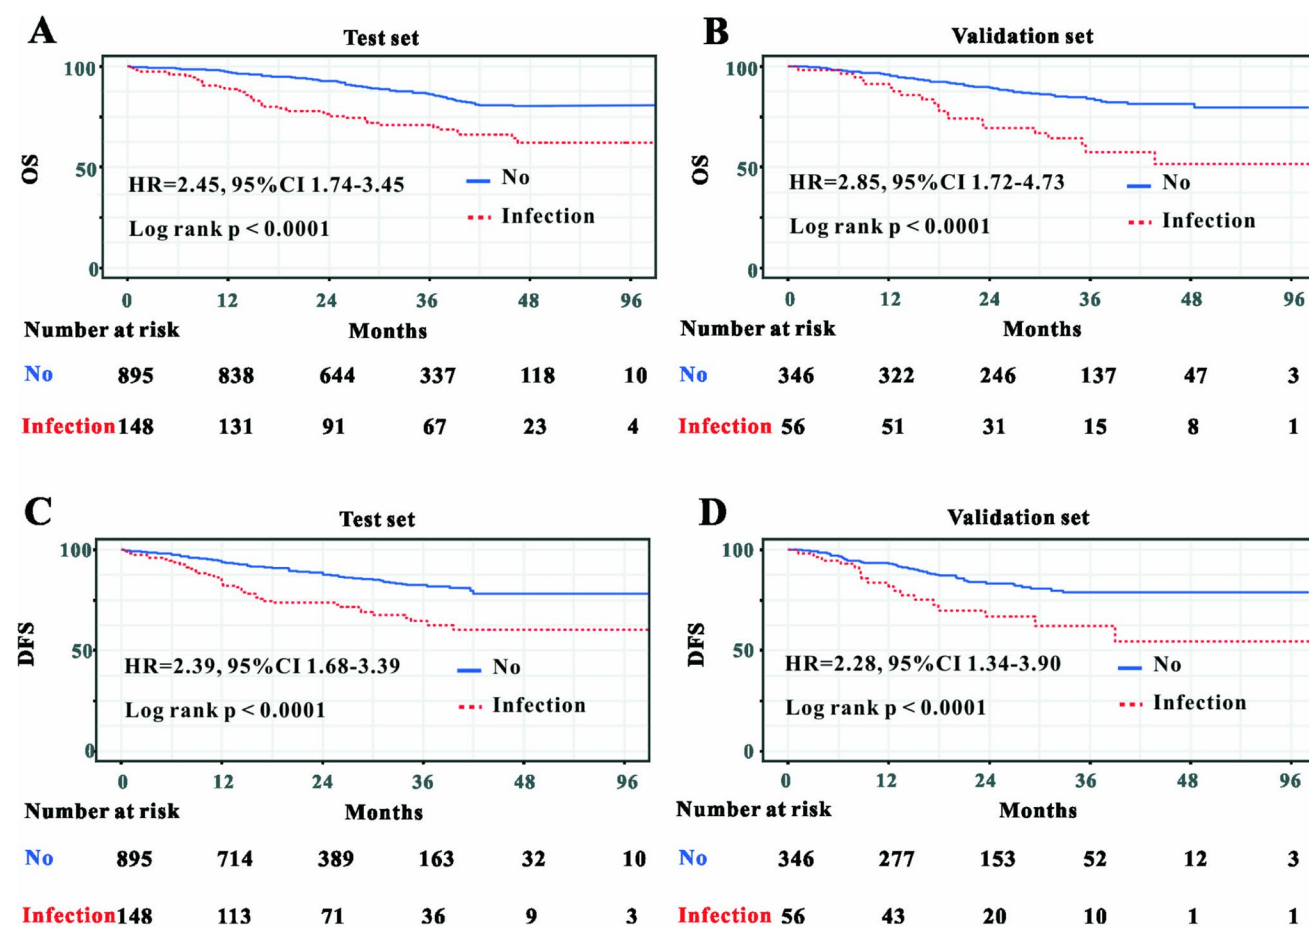 A
Test set
100
50
0
OS
HR=2.45, 95%CI 1.74-3.45
Log rank p < 0.0001
No
Infection
0 12 24 36 48 96
Number at risk Months
No 895 838 644 337 118 10
Infection 148 131 91 67 23 4
B
Validation set
100
50
0
OS
HR=2.85, 95%CI 1.72-4.73
Log rank p < 0.0001
No
Infection
0 12 24 36 48 96
Number at risk Months
No 346 322 246 137 47 3
Infection 56 51 31 15 8 1
C
Test set
100
50
0
DFS
HR=2.39, 95%CI 1.68-3.39
Log rank p < 0.0001
No
Infection
0 12 24 36 48 96
Number at risk Months
No 895 714 389 163 32 10
Infection 148 113 71 36 9 3
D
Validation set
100
50
0
DFS
HR=2.28, 95%CI 1.34-3.90
Log rank p < 0.0001
No
Infection
0 12 24 36 48 96
Number at risk Months
No 346 277 153 52 12 3
Infection 56 43 20 10 1 1